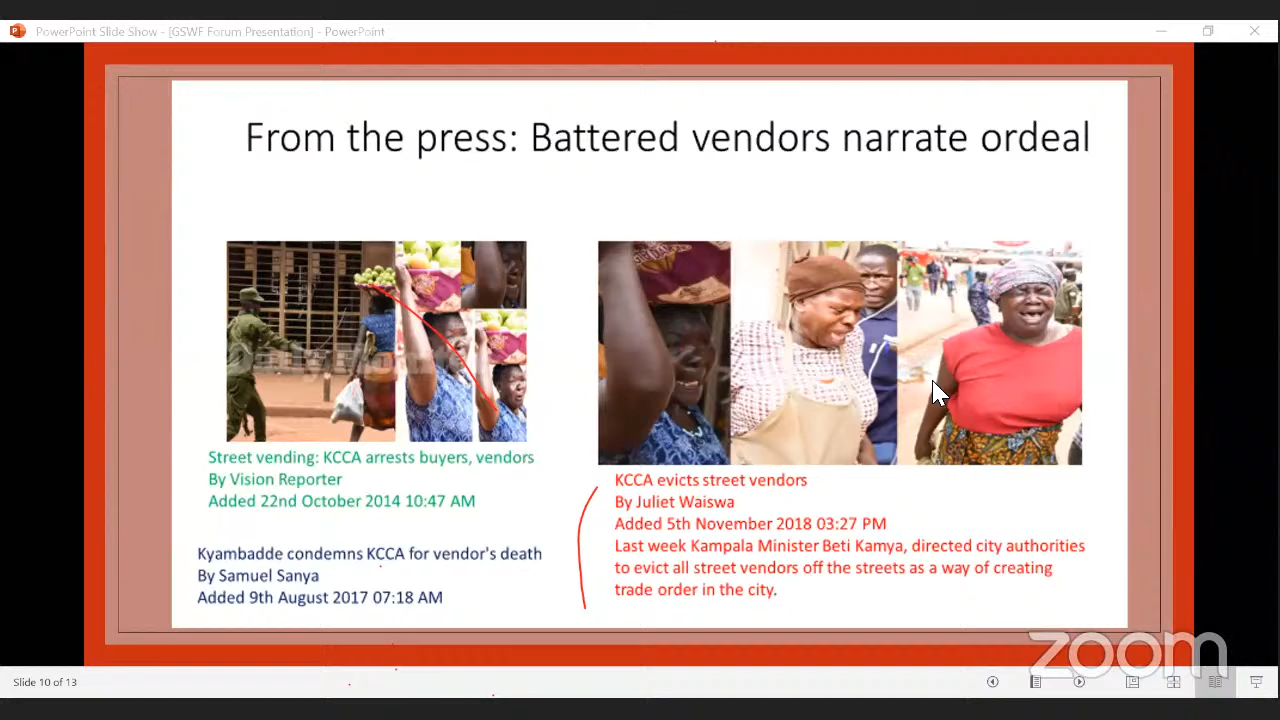 PowerPoint Slide Show - [GSWF Forum Presentation] - PowerPoint
From the press: Battered vendors narrate ordeal
Street vending: KCCA arrests buyers, vendors
By Vision Reporter
Added 22nd October 2014 10:47 AM
Kyambadde condemns KCCA for vendor's death
By Samuel Sanya
Added 9th August 2017 07:18 AM
KCCA evicts street vendors
By Juliet Waiswa
Added 5th November 2018 03:27 PM
Last week Kampala Minister Beti Kamya, directed city authorities
to evict all street vendors off the streets as a way of creating
trade order in the city.
zoom
Slide 10 of 13